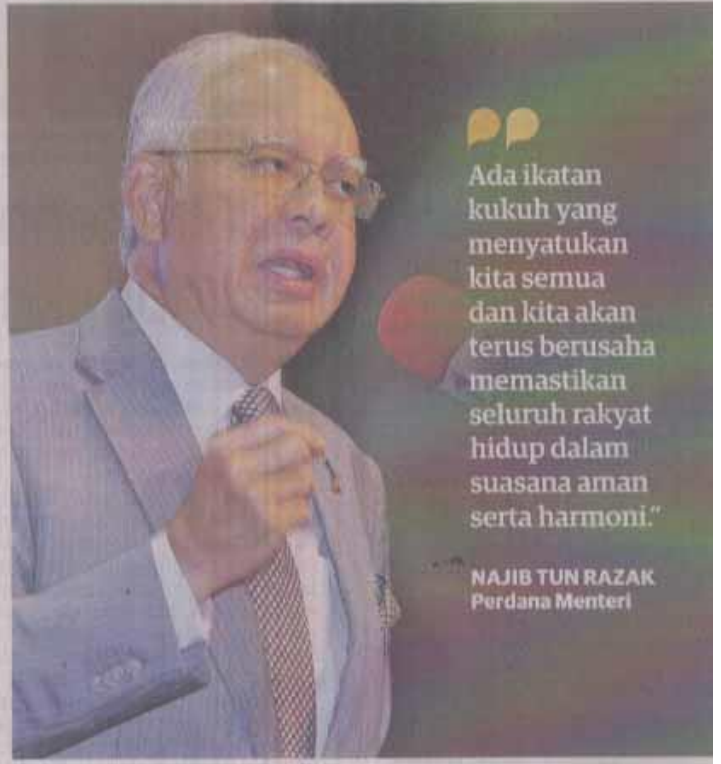 Ada ikatan
kukuh yang
menyatukan
kita semua
dan kita akan
terus berusaha
memastikan
seluruh rakyat
hidup dalam
suasana aman
serta harmoni.”
NAJIB TUN RAZAK
Perdana Menteri